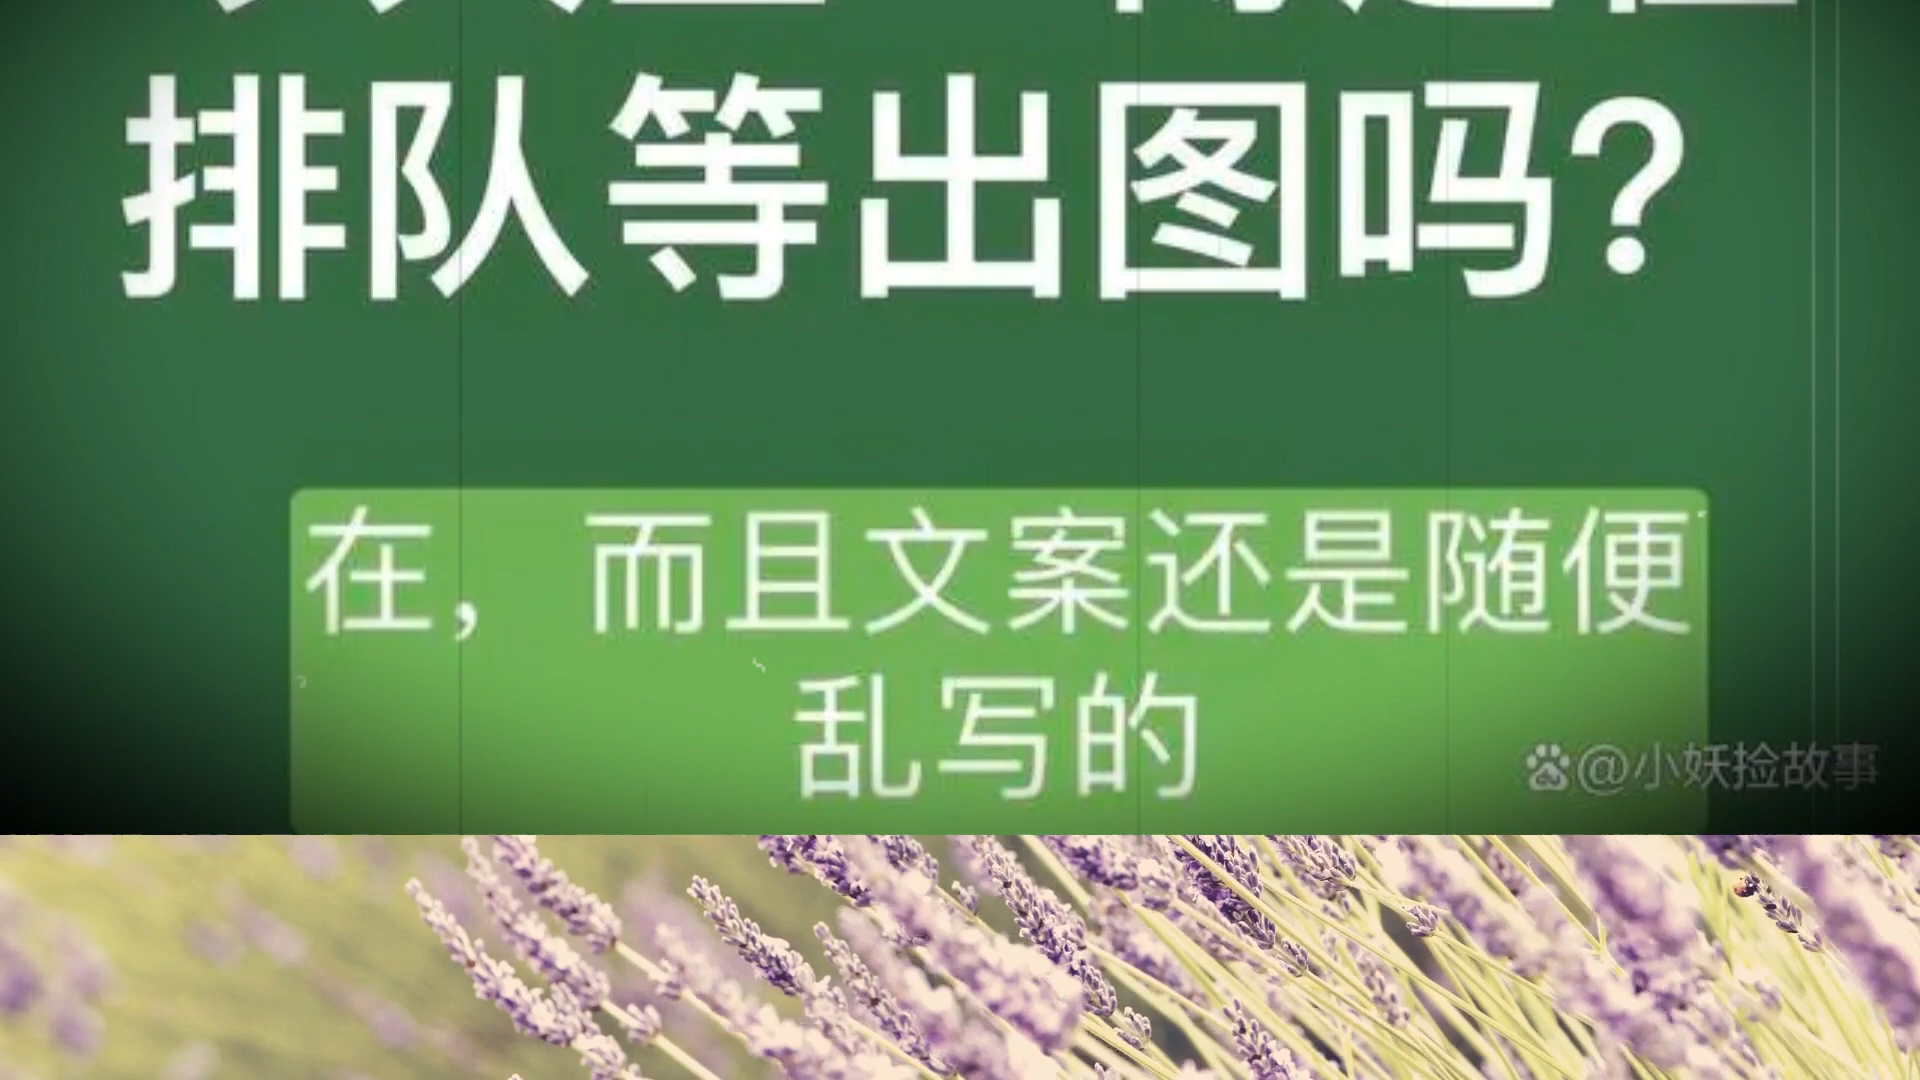 排队等出图吗？
在，而且文案还是随便
乱写的
@小妖捡故事